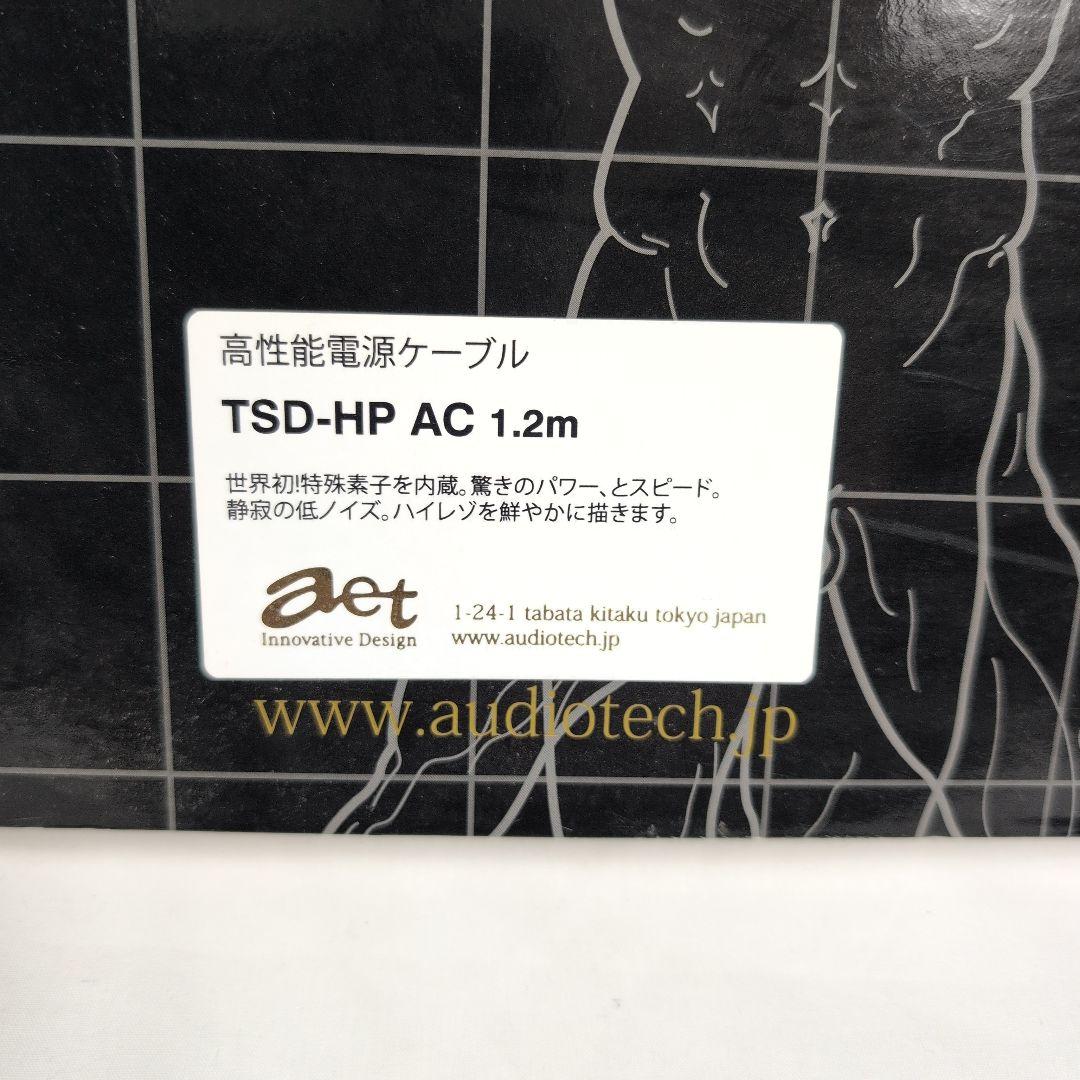 高性能電源ケーブル
TSD-HP AC 1.2m
世界初!特殊素子を内蔵。驚きのパワー、とスピード。
静寂の低ノイズ。ハイレゾを鮮やかに描きます。
aet
Innovative Design
1-24-1 tabata kitaku tokyo japan
www.audiotech.jp
www.audiotech.jp